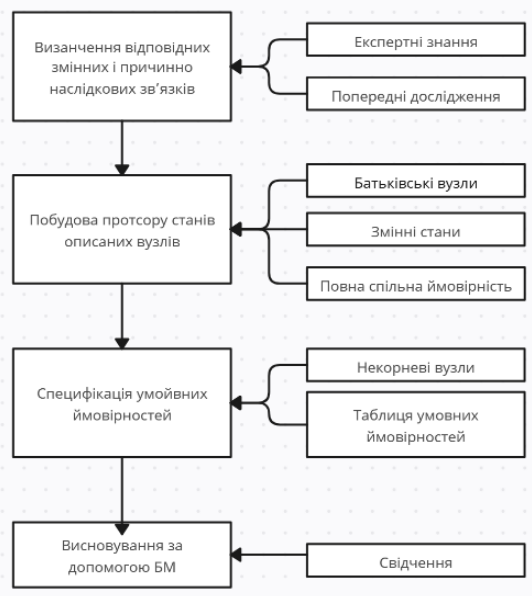 Визанчення відповідних
змінних і причинно
наслідкових зв’язків
Експертні знання
Попередні дослідження
Побудова протсору станів
описаних вузлів
Батьківські вузли
Змінні стани
Повна спільна ймовірність
Специфікація умойвних
ймовірностей
Некорневі вузли
Таблиця умовних
ймовірностей
Висновування за
допомогою БМ
Свідчення